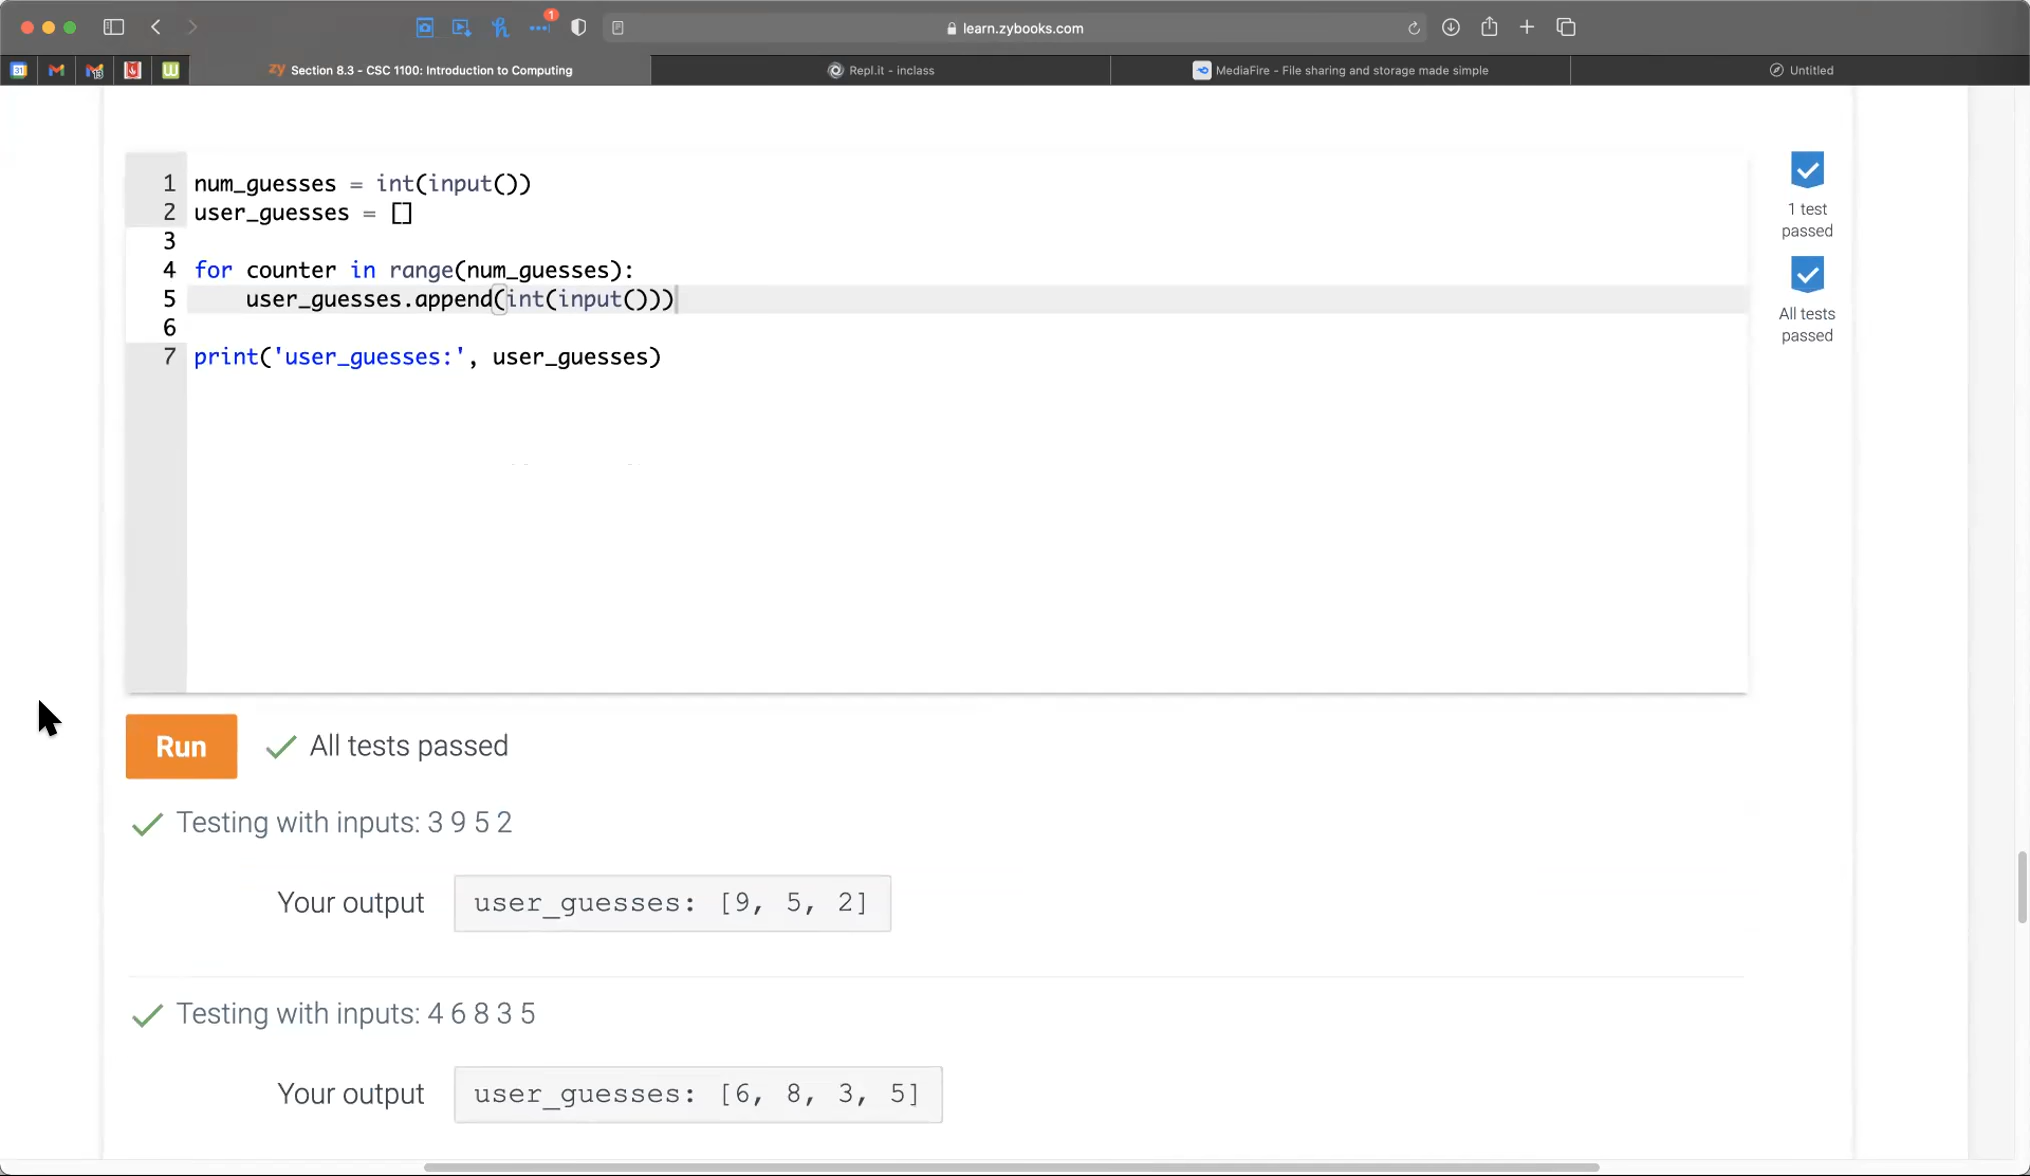 1
learn.zybooks.com
31
13
zy Section 8.3 - CSC 1100: Introduction to Computing
Repl.it - inclass
MediaFire - File sharing and storage made simple
Untitled
1 num_guesses = int(input())
2 user_guesses = []
3
4 for counter in range(num_guesses):
5 user_guesses.append(int(input()))
6
7 print('user_guesses:', user_guesses)
1 test
passed
All tests
passed
Run
All tests passed
Testing with inputs: 3 9 5 2
Your output
user_guesses: [9, 5, 2]
Testing with inputs: 4 6 8 3 5
Your output
user_guesses: [6, 8, 3, 5]